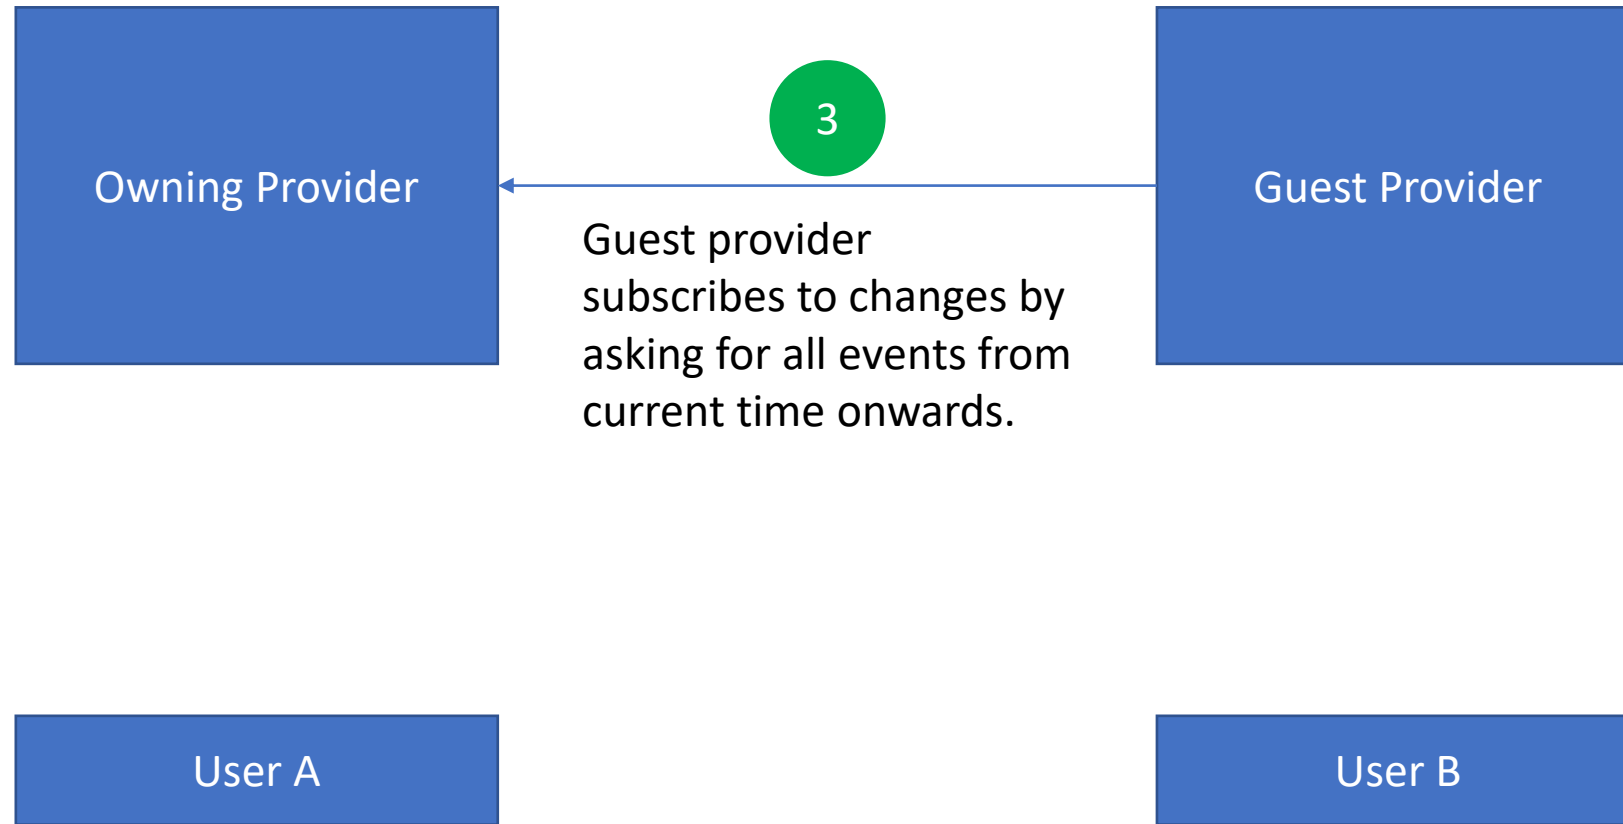 3
Owning Provider
Guest Provider
Guest provider
subscribes to changes by
asking for all events from
current time onwards.
User A
User B